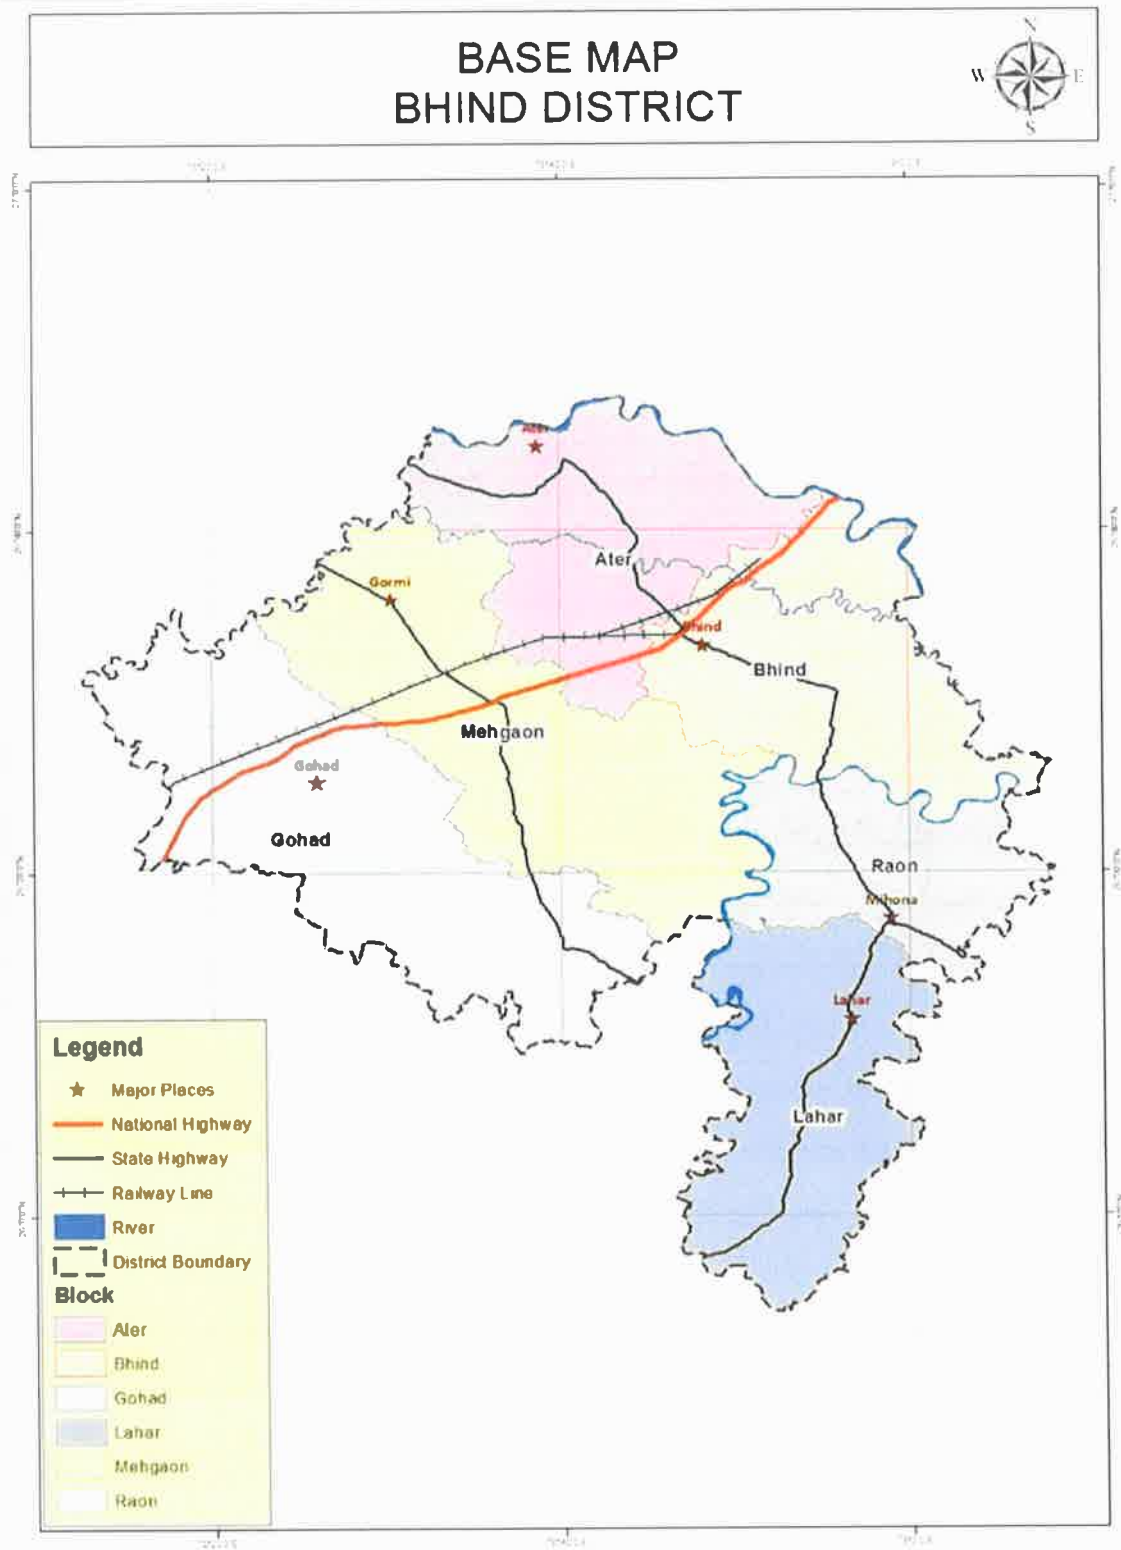 BASE MAP
BHIND DISTRICT
N
W
E
S
Ater
Gormi
Ater
Bhind
Bhind
Mehgaon
Gohad
Gohad
Raon
Mihona
Lahar
Lahar
Legend
Major Places
National Highway
State Highway
Railway Line
River
District Boundary
Block
Ater
Bhind
Gohad
Lahar
Mehgaon
Raon